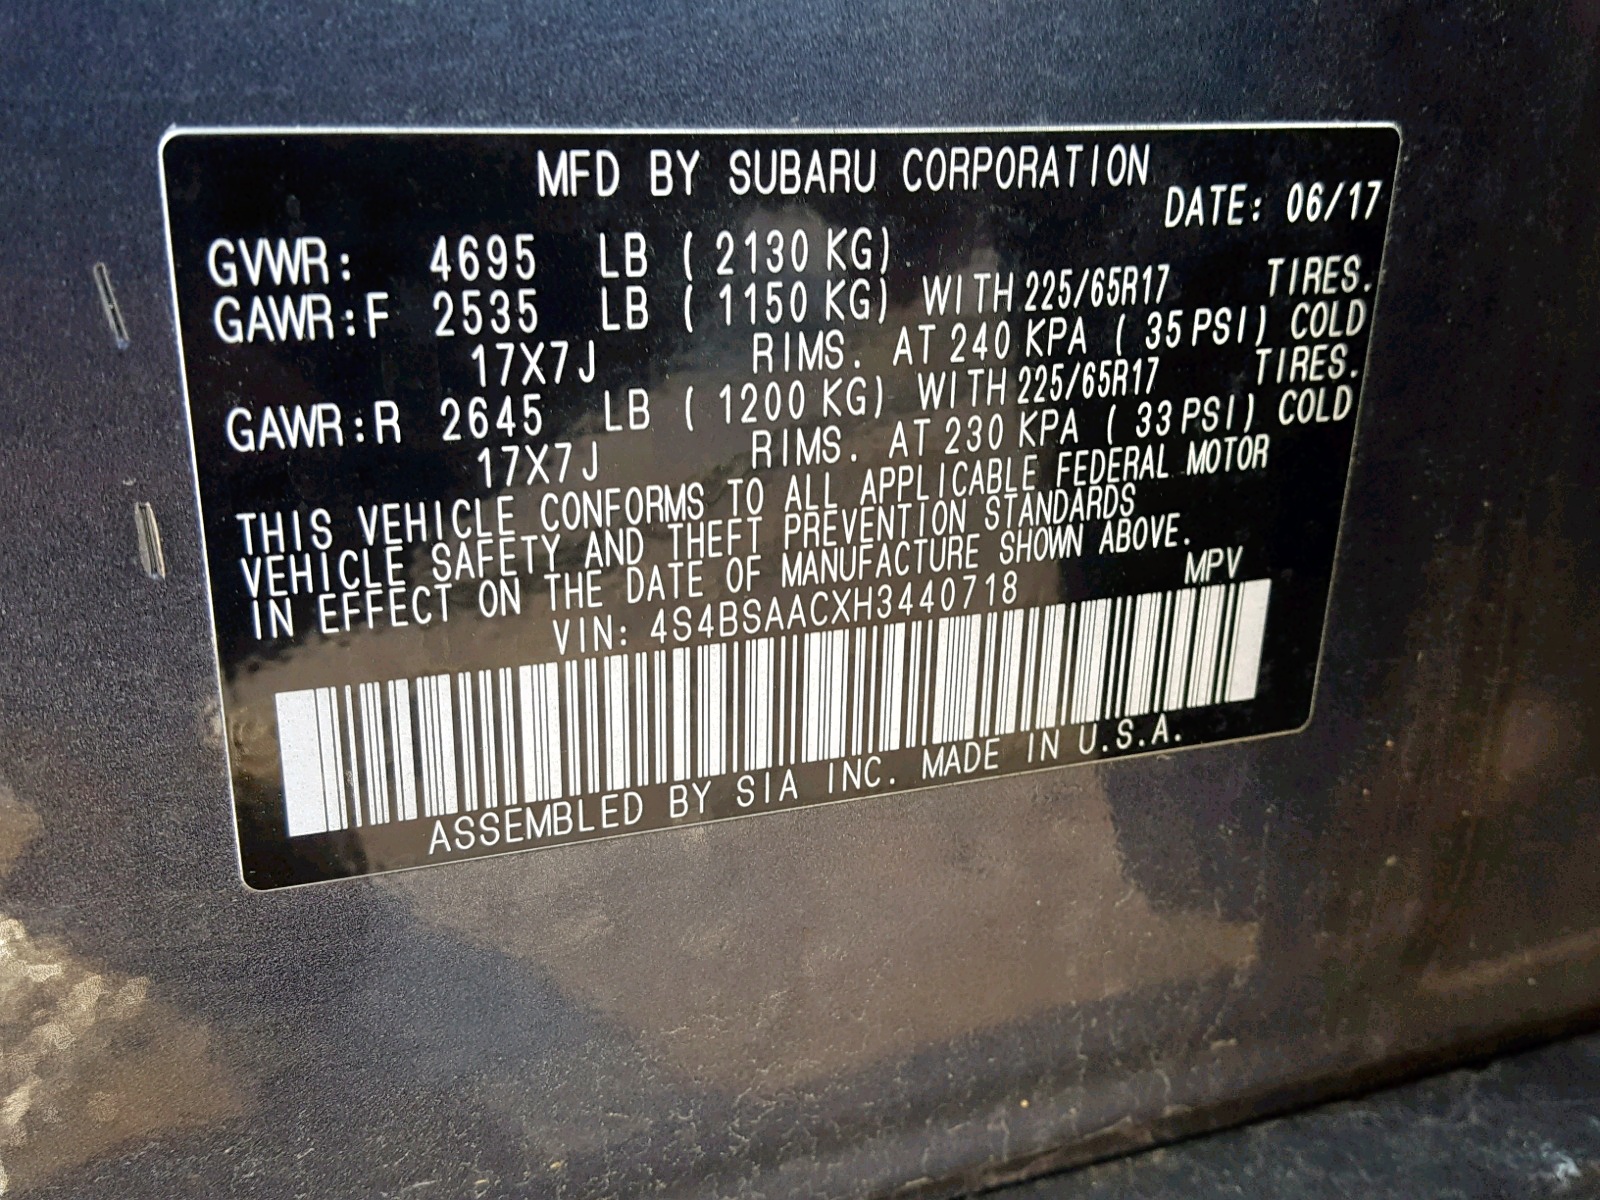 MFD BY SUBARU CORPORATION
DATE: 06/17
GVWR: 4695 LB ( 2130 KG)
GAWR:F 2535 LB ( 1150 KG) WITH 225/65R17 TIRES.
17X7J RIMS. AT 240 KPA ( 35 PSI) COLD
GAWR:R 2645 LB ( 1200 KG) WITH 225/65R17 TIRES.
17X7J RIMS. AT 230 KPA ( 33 PSI) COLD
THIS VEHICLE CONFORMS TO ALL APPLICABLE FEDERAL MOTOR
VEHICLE SAFETY AND THEFT PREVENTION STANDARDS
IN EFFECT ON THE DATE OF MANUFACTURE SHOWN ABOVE.
VIN: 4S4BSAACXH3440718 MPV
ASSEMBLED BY SIA INC. MADE IN U.S.A.